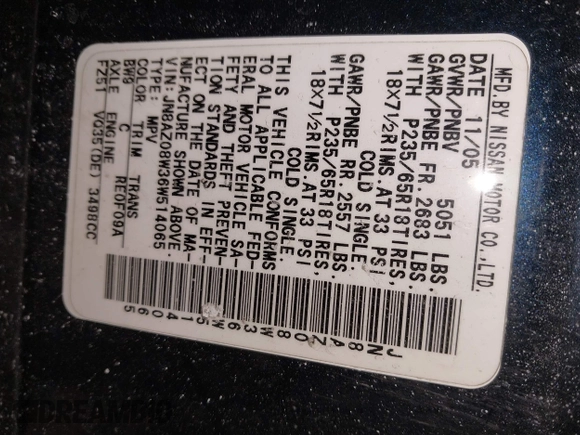 MFD.BY NISSAN MOTOR CO.,LTD.
DATE 11/05
GVWR/PNBV 5051 LBS.
GAWR/PNBE FR. 2683 LBS.
WITH P235/65R18TIRES,
18X7½RIMS.AT 33 PSI
COLD SINGLE
GAWR/PNBE RR. 2557 LBS.
WITH P235/65R18TIRES,
18X7½RIMS.AT 33 PSI
COLD SINGLE
THIS VEHICLE CONFORMS
TO ALL APPLICABLE FED-
ERAL MOTOR VEHICLE SA-
FETY AND THEFT PREVEN-
TION STANDARDS IN EFF-
ECT ON THE DATE OF MA-
NUFACTURE SHOWN ABOVE.
VIN:JN8AZ08W36W514065
TYPE MPV
COLOR TRIM TRANS
BW9 C RE0F09A
AXLE ENGINE
F251 VQ35(DE) 3498CC
JN8AZ08W36W514065
DREAMBID